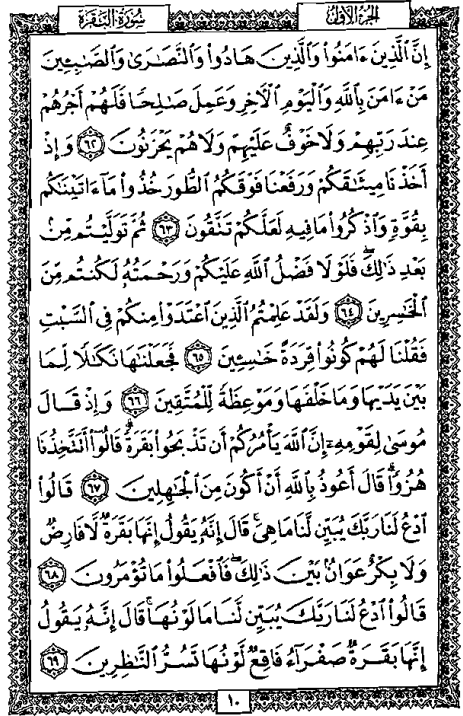 الجزء الأول
سورة البقرة
إِنَّ ٱلَّذِينَ ءَامَنُوا۟ وَٱلَّذِينَ هَادُوا۟ وَٱلنَّصَـٰرَىٰ وَٱلصَّـٰبِـِٔينَ
مَنْ ءَامَنَ بِٱللَّهِ وَٱلْيَوْمِ ٱلْـَٔاخِرِ وَعَمِلَ صَـٰلِحًا فَلَهُمْ أَجْرُهُمْ
عِندَ رَبِّهِمْ وَلَا خَوْفٌ عَلَيْهِمْ وَلَا هُمْ يَحْزَنُونَ ٦٢ وَإِذْ
أَخَذْنَا مِيثَـٰقَكُمْ وَرَفَعْنَا فَوْقَكُمُ ٱلطُّورَ خُذُوا۟ مَآ ءَاتَيْنَـٰكُم
بِقُوَّةٍ وَٱذْكُرُوا۟ مَا فِيهِ لَعَلَّكُمْ تَتَّقُونَ ٦٣ ثُمَّ تَوَلَّيْتُم مِّنۢ
بَعْدِ ذَٰلِكَ ۖ فَلَوْلَا فَضْلُ ٱللَّهِ عَلَيْكُمْ وَرَحْمَتُهُۥ لَكُنتُم مِّنَ
ٱلْخَـٰسِرِينَ ٦٤ وَلَقَدْ عَلِمْتُمُ ٱلَّذِينَ ٱعْتَدَوْا۟ مِنكُمْ فِى ٱلسَّبْتِ
فَقُلْنَا لَهُمْ كُونُوا۟ قِرَدَةً خَـٰسِـِٔينَ ٦٥ فَجَعَلْنَـٰهَا نَكَـٰلًا لِّمَا
بَيْنَ يَدَيْهَا وَمَا خَلْفَهَا وَمَوْعِظَةً لِّلْمُتَّقِينَ ٦٦ وَإِذْ قَالَ
مُوسَىٰ لِقَوْمِهِۦٓ إِنَّ ٱللَّهَ يَأْمُرُكُمْ أَن تَذْبَحُوا۟ بَقَرَةً ۖ قَالُوٓا۟ أَتَتَّخِذُنَا
هُزُوًا ۖ قَالَ أَعُوذُ بِٱللَّهِ أَنْ أَكُونَ مِنَ ٱلْجَـٰهِلِينَ ٦٧ قَالُوا۟
ٱدْعُ لَنَا رَبَّكَ يُبَيِّن لَّنَا مَا هِىَ ۚ قَالَ إِنَّهُۥ يَقُولُ إِنَّهَا بَقَرَةٌ لَّا فَارِضٌ
وَلَا بِكْرٌ عَوَانٌۢ بَيْنَ ذَٰلِكَ ۖ فَٱفْعَلُوا۟ مَا تُؤْمَرُونَ ٦٨
قَالُوا۟ ٱدْعُ لَنَا رَبَّكَ يُبَيِّن لَّنَا مَا لَوْنُهَا ۚ قَالَ إِنَّهُۥ يَقُولُ
إِنَّهَا بَقَرَةٌ صَفْرَآءُ فَاقِعٌ لَّوْنُهَا تَسُرُّ ٱلنَّـٰظِرِينَ ٦٩
١٠